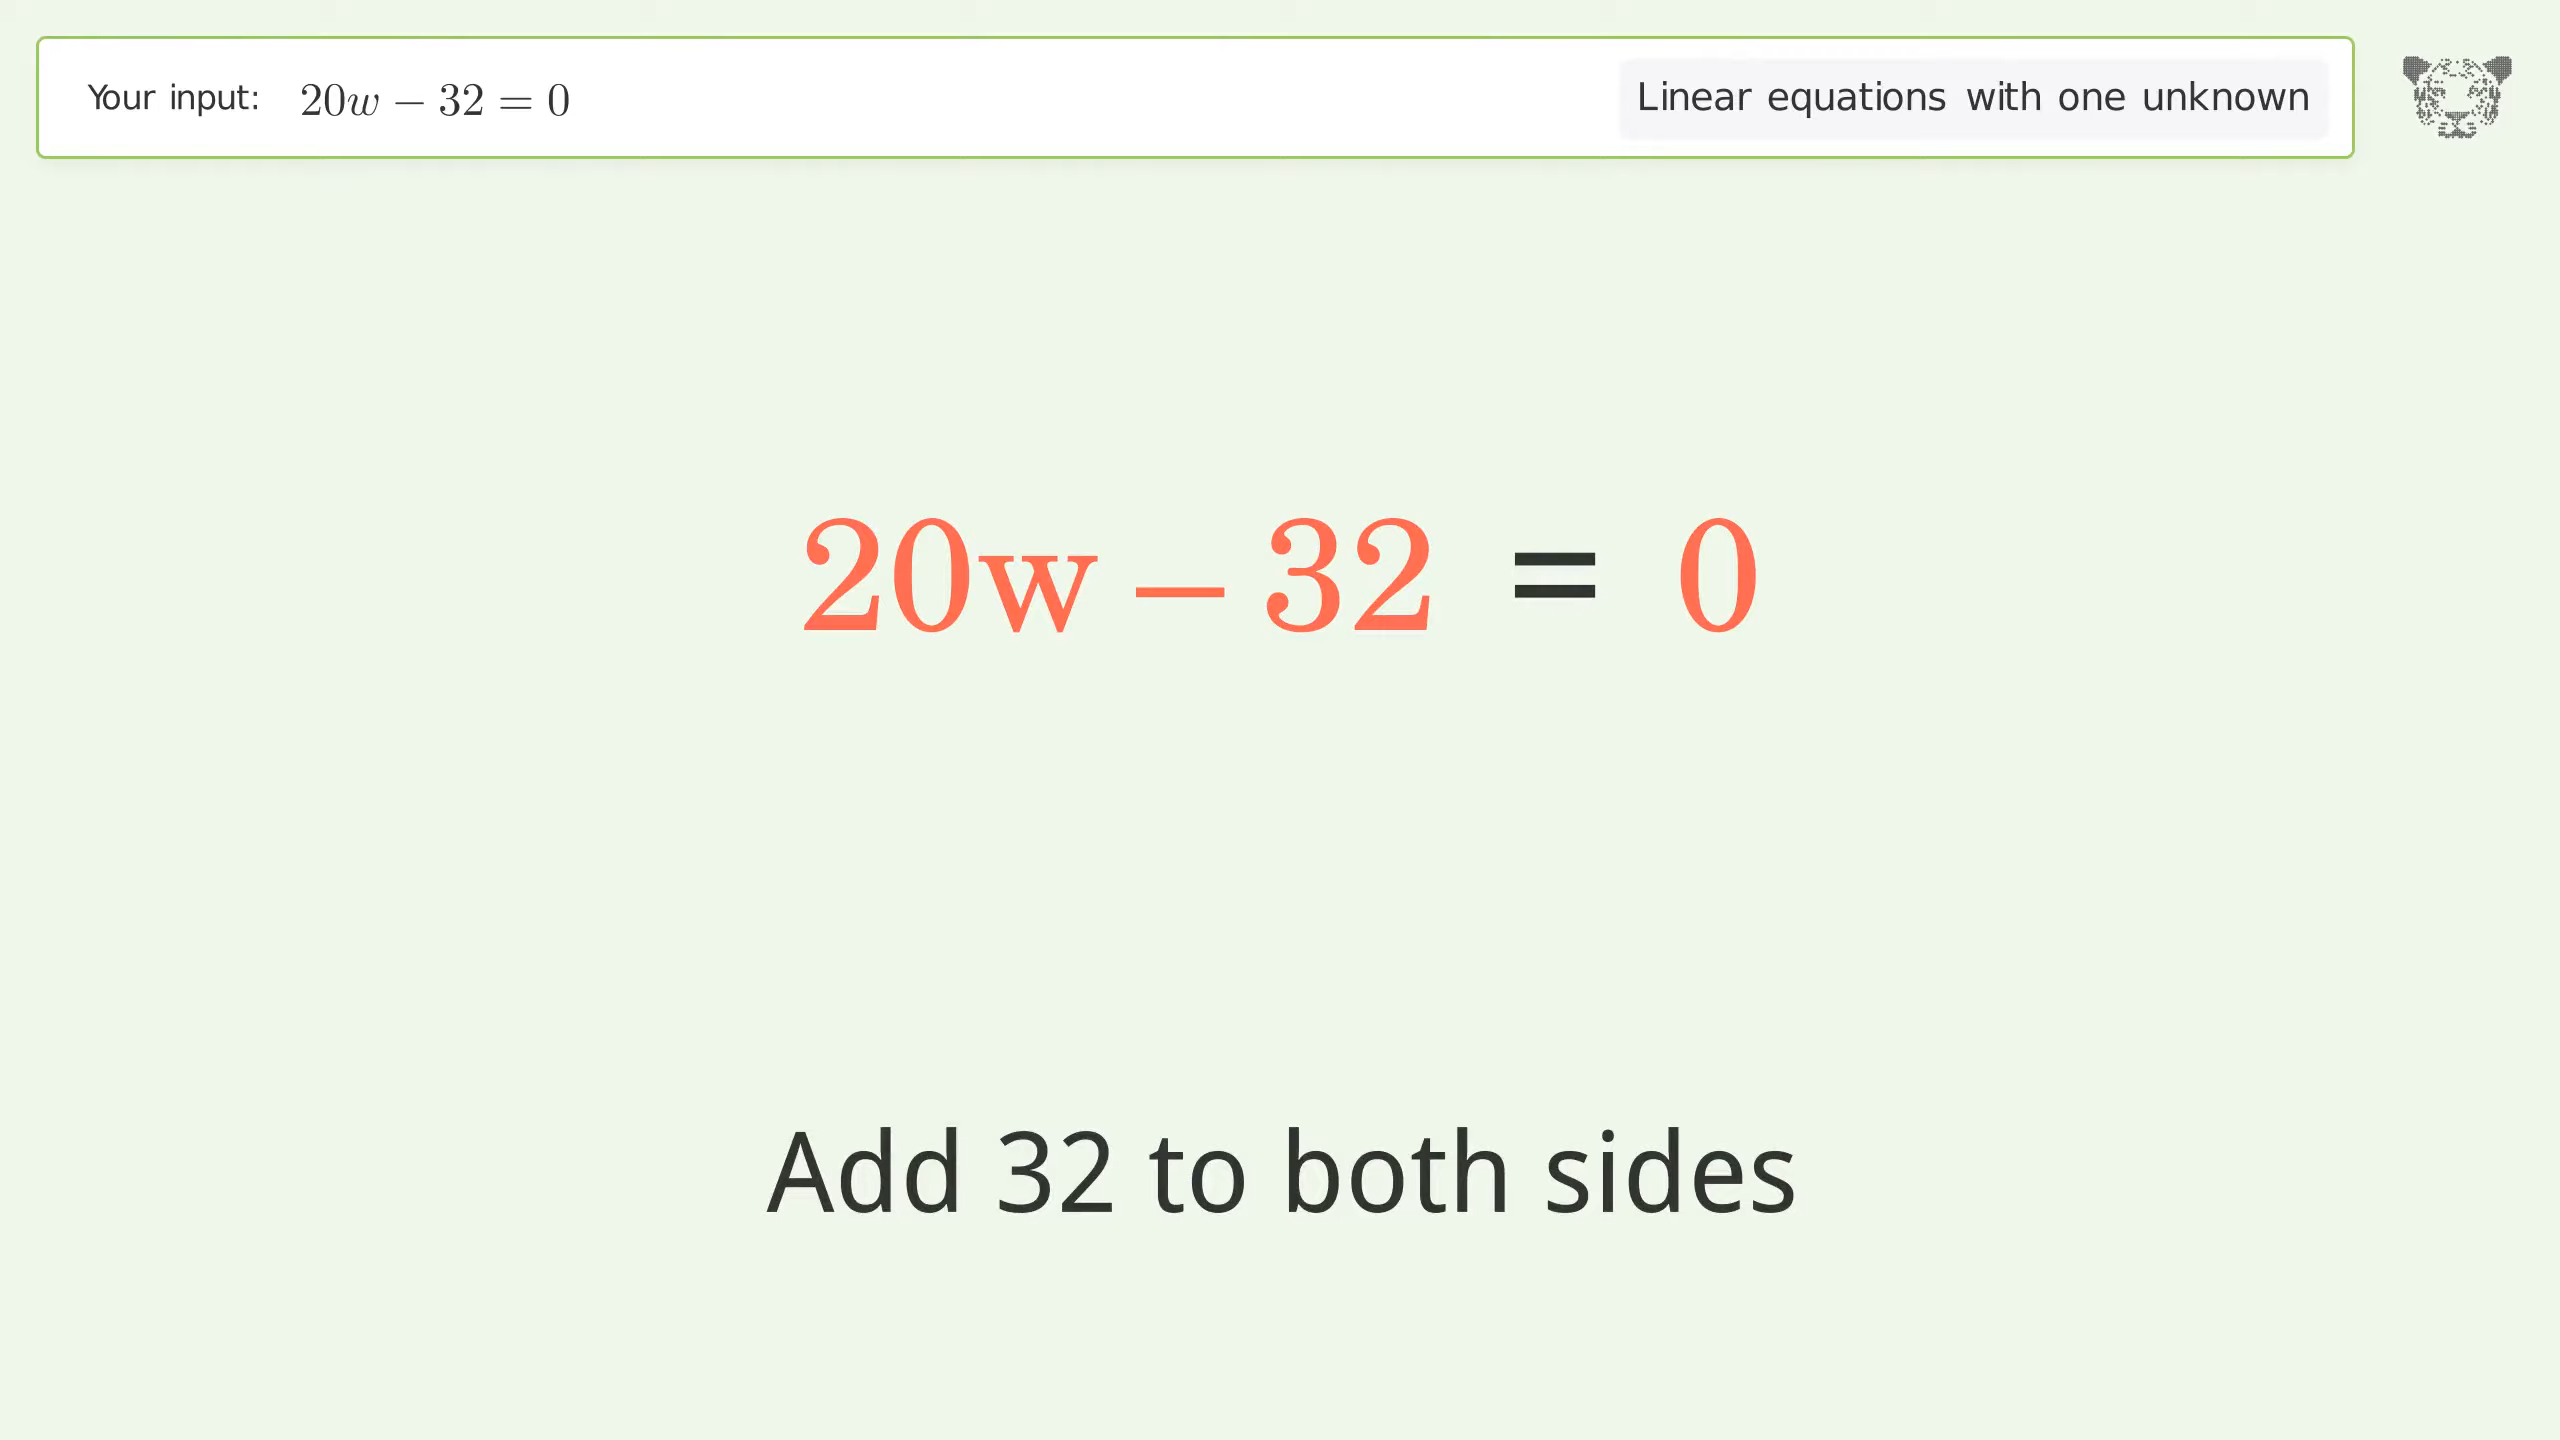 Your input: 20w − 32 = 0
Linear equations with one unknown
20w − 32 = 0
Add 32 to both sides